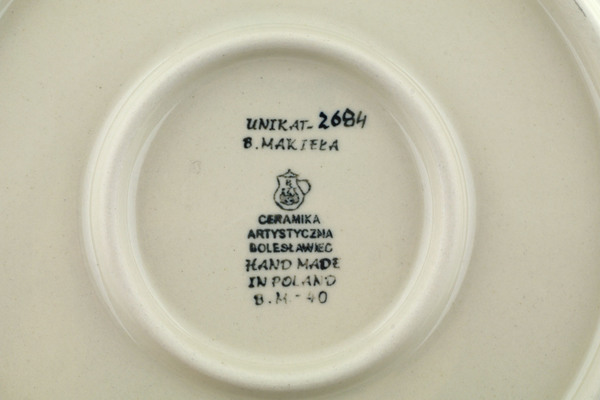 UNIKAT-2684
B. MAKIEŁA
CERAMIKA
ARTYSTYCZNA
BOLESŁAWIEC
HAND MADE
IN POLAND
B.M.-40